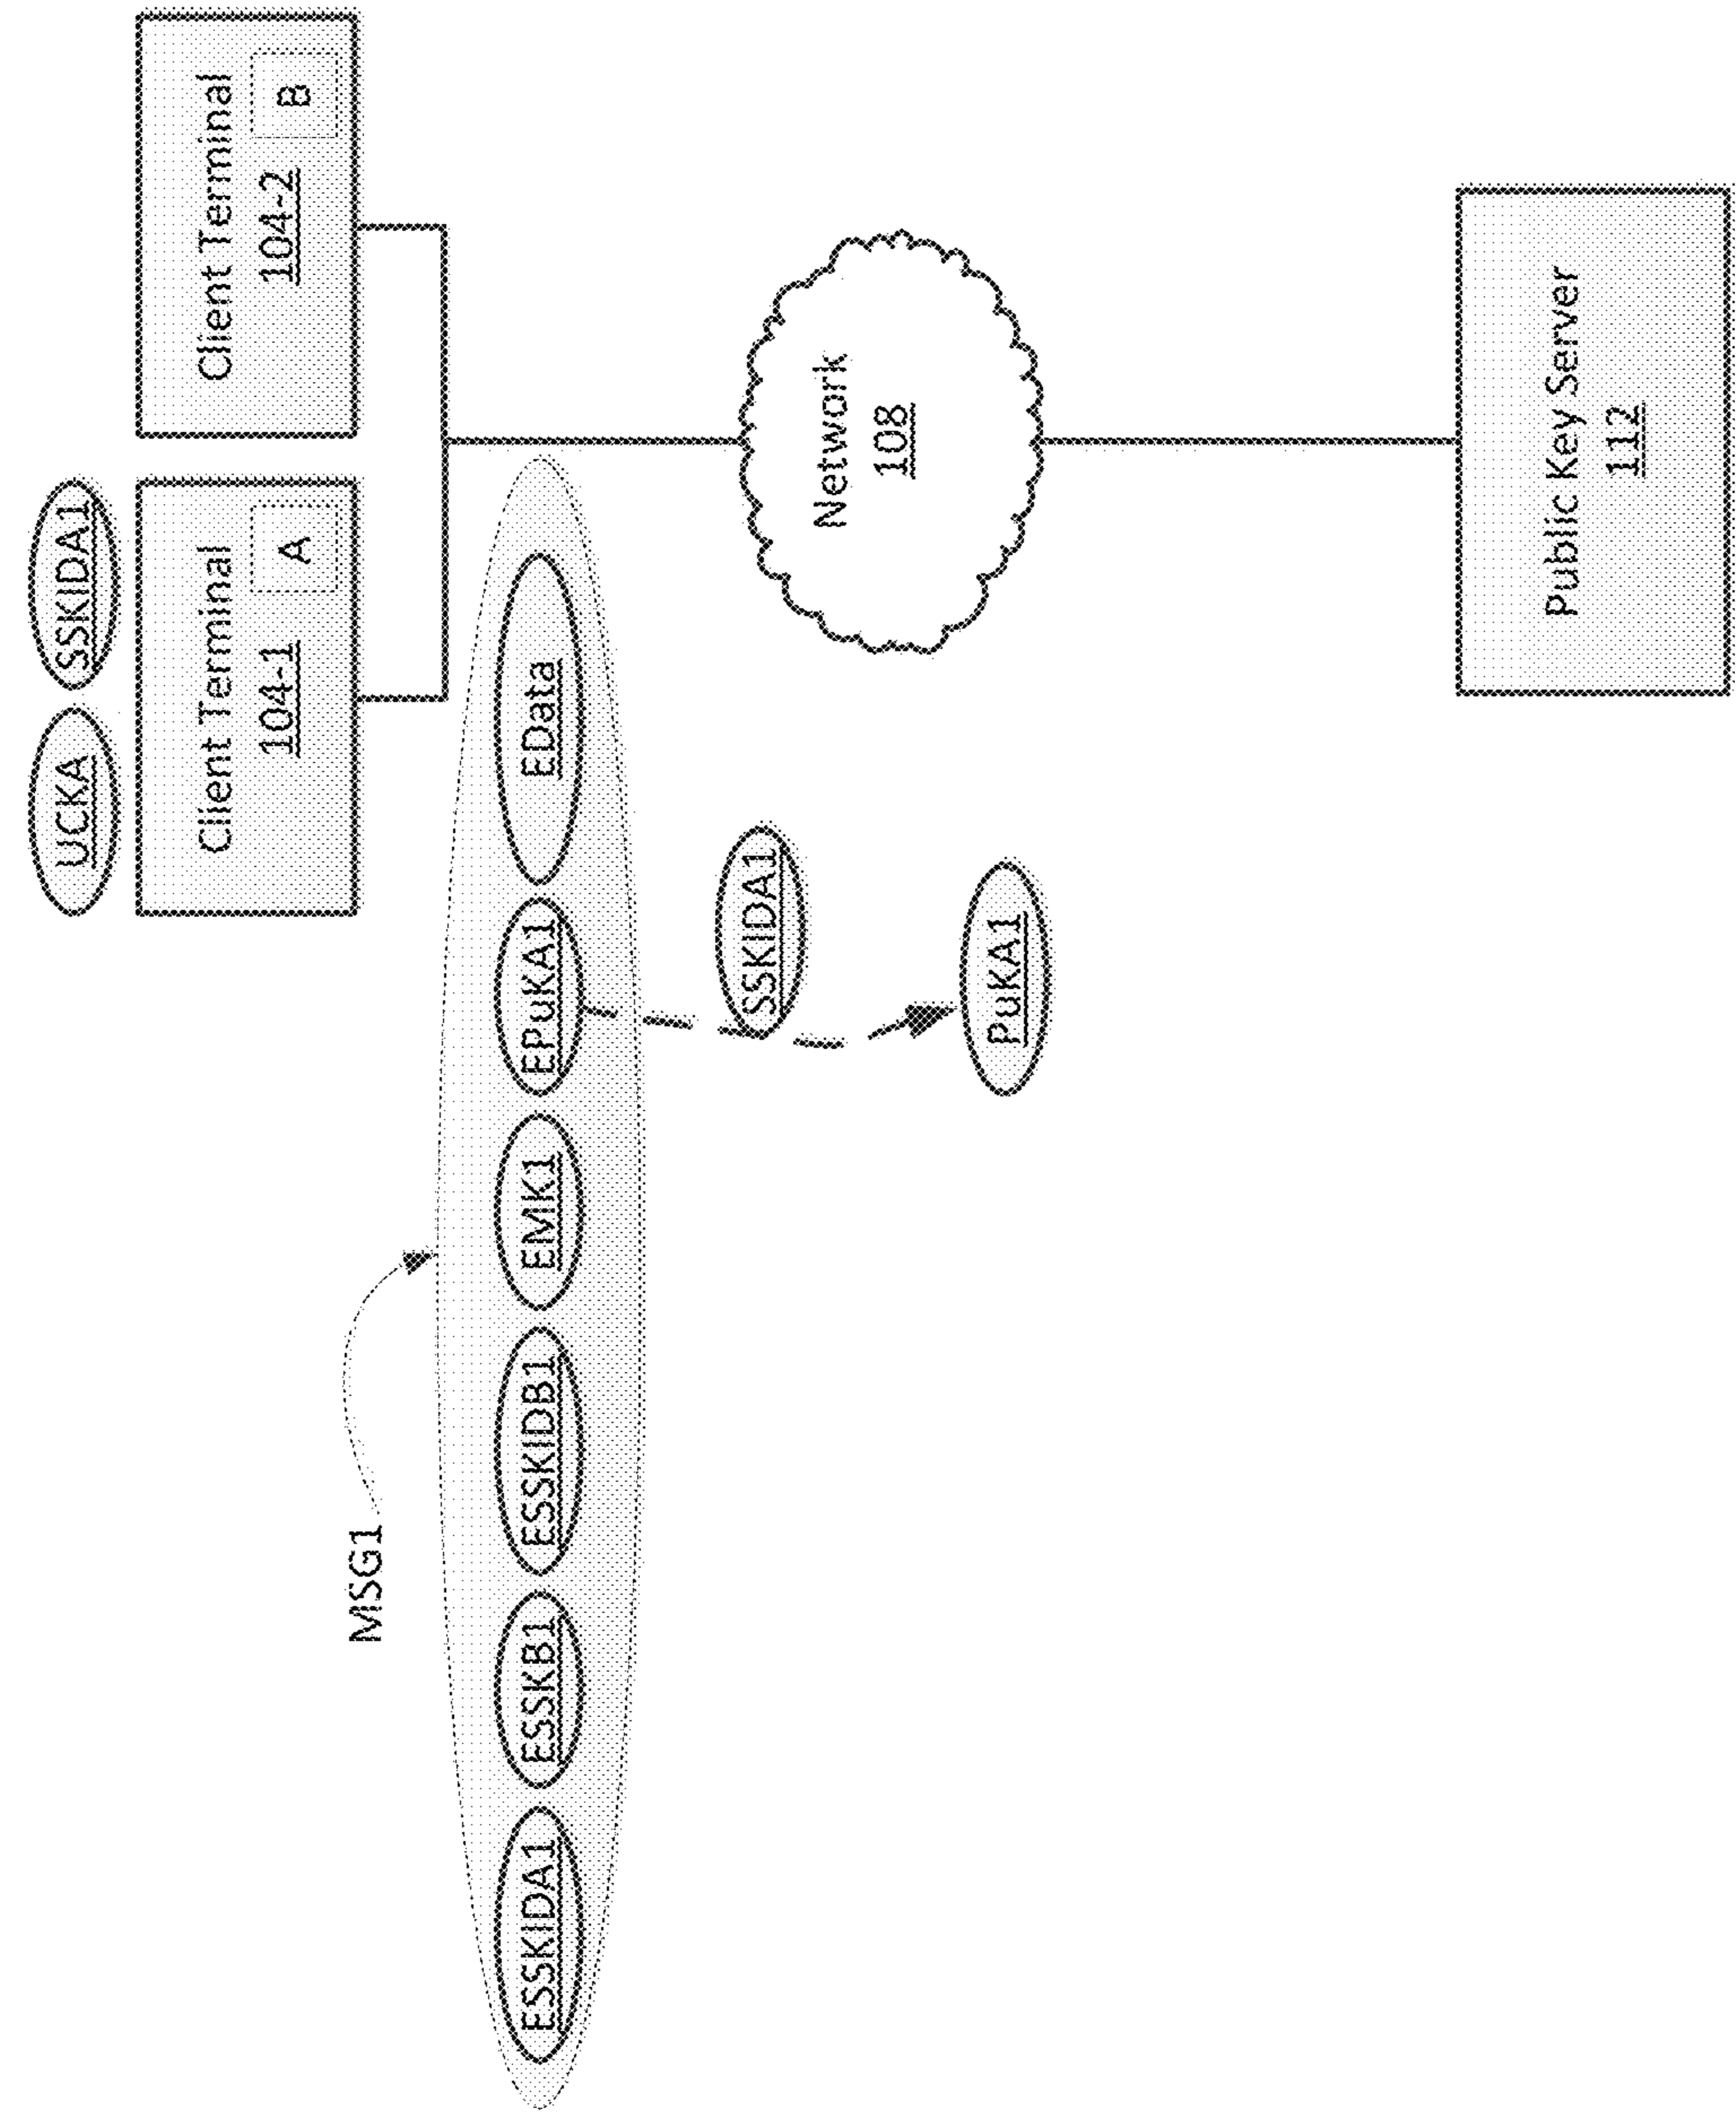 UCKA
SSKIDA1
Client Terminal
104-1
A
Client Terminal
104-2
B
MSG1
ESSKIDA1
ESSKB1
ESSKIDB1
EMK1
EPuKA1
EData
SSKIDA1
PuKA1
Network
108
Public Key Server
112